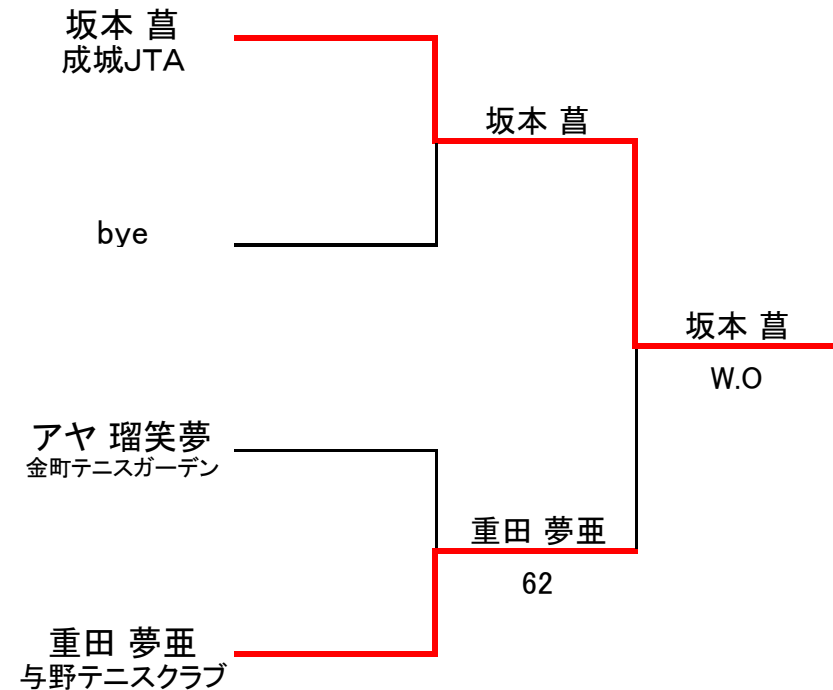 坂本 菖
成城JTA
坂本 菖
bye
坂本 菖
W.O
アヤ 瑠笑夢
金町テニスガーデン
重田 夢亜
62
重田 夢亜
与野テニスクラブ